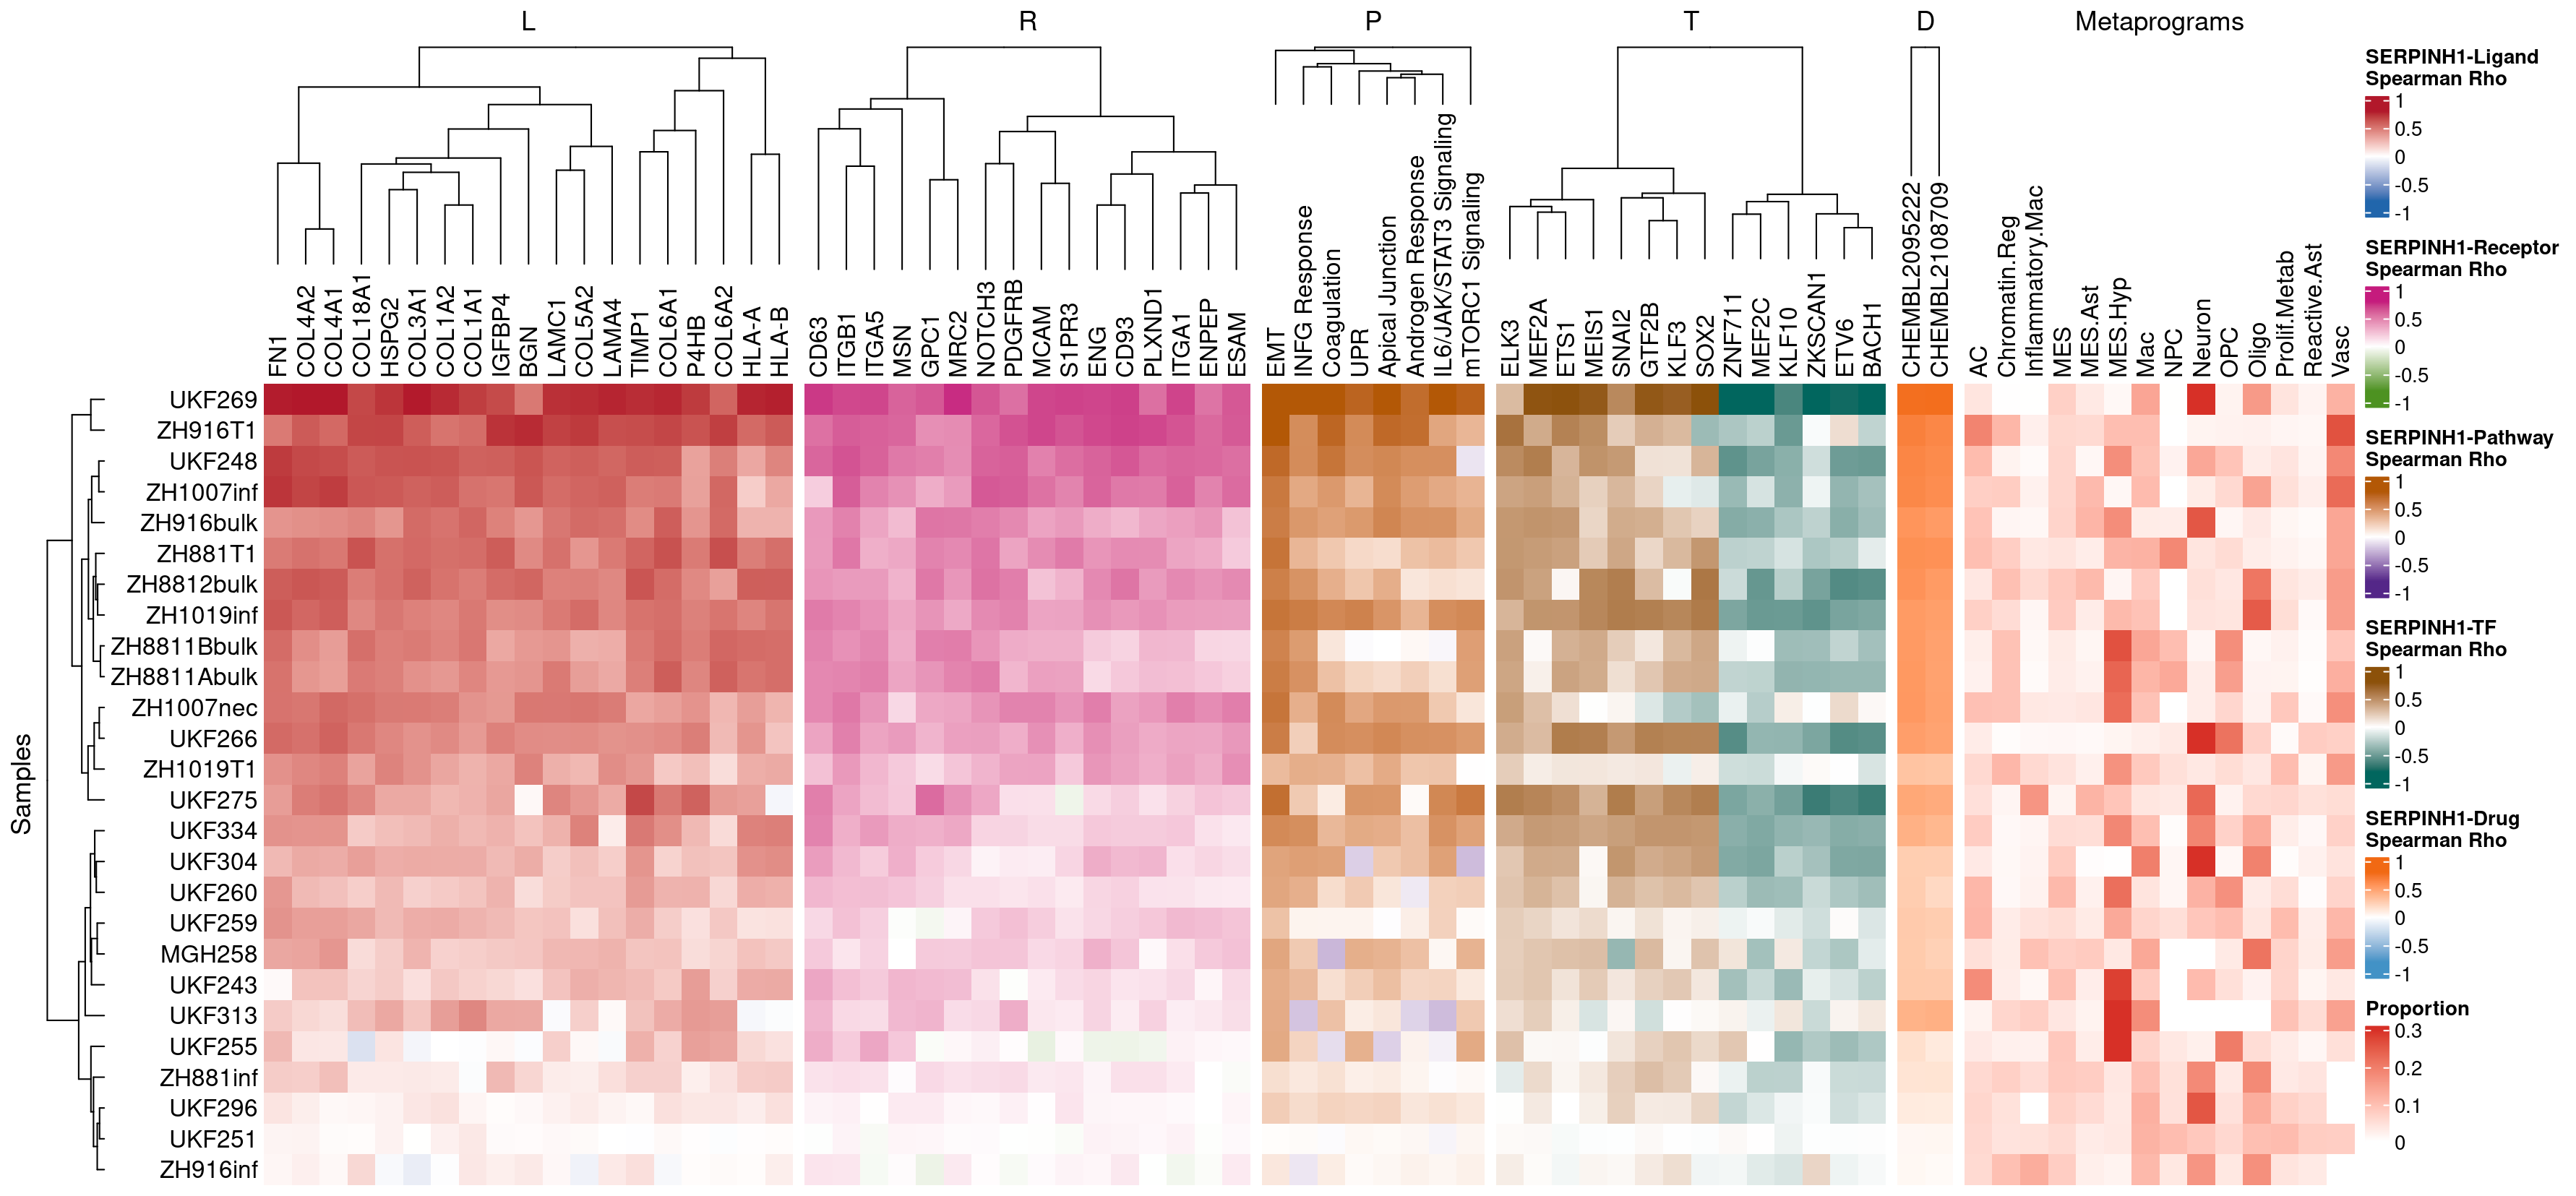 L
R
P
T
D
Metaprograms
FN1
COL4A2
COL4A1
COL18A1
HSPG2
COL3A1
COL1A2
COL1A1
IGFBP4
BGN
LAMC1
COL5A2
LAMA4
TIMP1
COL6A1
P4HB
COL6A2
HLA-A
HLA-B
CD63
ITGB1
ITGA5
MSN
GPC1
MRC2
NOTCH3
PDGFRB
MCAM
S1PR3
ENG
CD93
PLXND1
ITGA1
ENPEP
ESAM
EMT
INFG Response
Coagulation
UPR
Apical Junction
Androgen Response
IL6/JAK/STAT3 Signaling
mTORC1 Signaling
ELK3
MEF2A
ETS1
MEIS1
SNAI2
GTF2B
KLF3
SOX2
ZNF711
MEF2C
KLF10
ZKSCAN1
ETV6
BACH1
CHEMBL2095222
CHEMBL2108709
AC
Chromatin.Reg
Inflammatory.Mac
MES
MES.Ast
MES.Hyp
Mac
NPC
Neuron
OPC
Oligo
Prolif.Metab
Reactive.Ast
Vasc
Samples
UKF269
ZH916T1
UKF248
ZH1007inf
ZH916bulk
ZH881T1
ZH8812bulk
ZH1019inf
ZH8811Bbulk
ZH8811Abulk
ZH1007nec
UKF266
ZH1019T1
UKF275
UKF334
UKF304
UKF260
UKF259
MGH258
UKF243
UKF313
UKF255
ZH881inf
UKF296
UKF251
ZH916inf
SERPINH1-Ligand
Spearman Rho
1
0.5
0
-0.5
-1
SERPINH1-Receptor
Spearman Rho
1
0.5
0
-0.5
-1
SERPINH1-Pathway
Spearman Rho
1
0.5
0
-0.5
-1
SERPINH1-TF
Spearman Rho
1
0.5
0
-0.5
-1
SERPINH1-Drug
Spearman Rho
1
0.5
0
-0.5
-1
Proportion
0.3
0.2
0.1
0